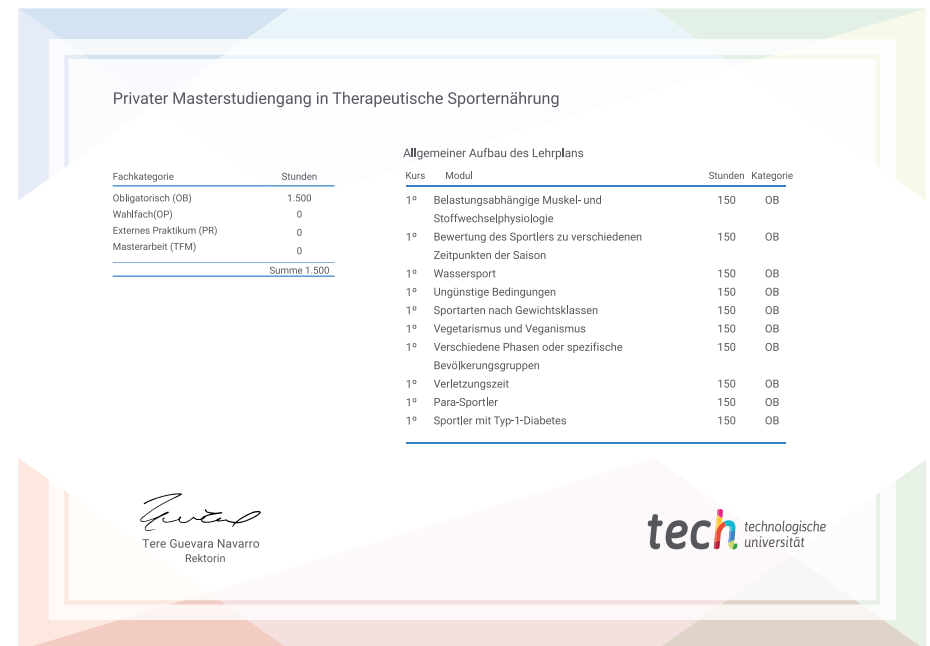 Privater Masterstudiengang in Therapeutische Sporternährung
Fachkategorie Stunden
Obligatorisch (OB) 1.500
Wahlfach(OP) 0
Externes Praktikum (PR) 0
Masterarbeit (TFM) 0
Summe 1.500
Allgemeiner Aufbau des Lehrplans
Kurs Modul Stunden Kategorie
1º Belastungsabhängige Muskel- und 150 OB
Stoffwechselphysiologie
1º Bewertung des Sportlers zu verschiedenen 150 OB
Zeitpunkten der Saison
1º Wassersport 150 OB
1º Ungünstige Bedingungen 150 OB
1º Sportarten nach Gewichtsklassen 150 OB
1º Vegetarismus und Veganismus 150 OB
1º Verschiedene Phasen oder spezifische 150 OB
Bevölkerungsgruppen
1º Verletzungszeit 150 OB
1º Para-Sportler 150 OB
1º Sportler mit Typ-1-Diabetes 150 OB
Tere Guevara Navarro
Rektorin
tech technologische
universität